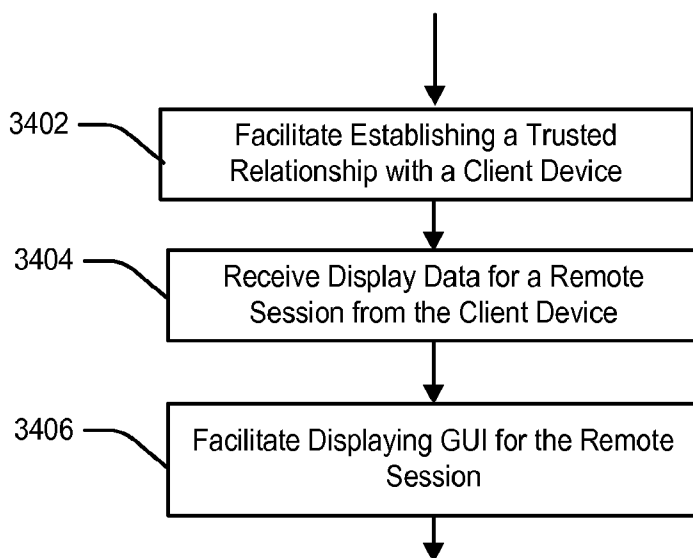 3402
Facilitate Establishing a Trusted
Relationship with a Client Device
3404
Receive Display Data for a Remote
Session from the Client Device
3406
Facilitate Displaying GUI for the Remote
Session